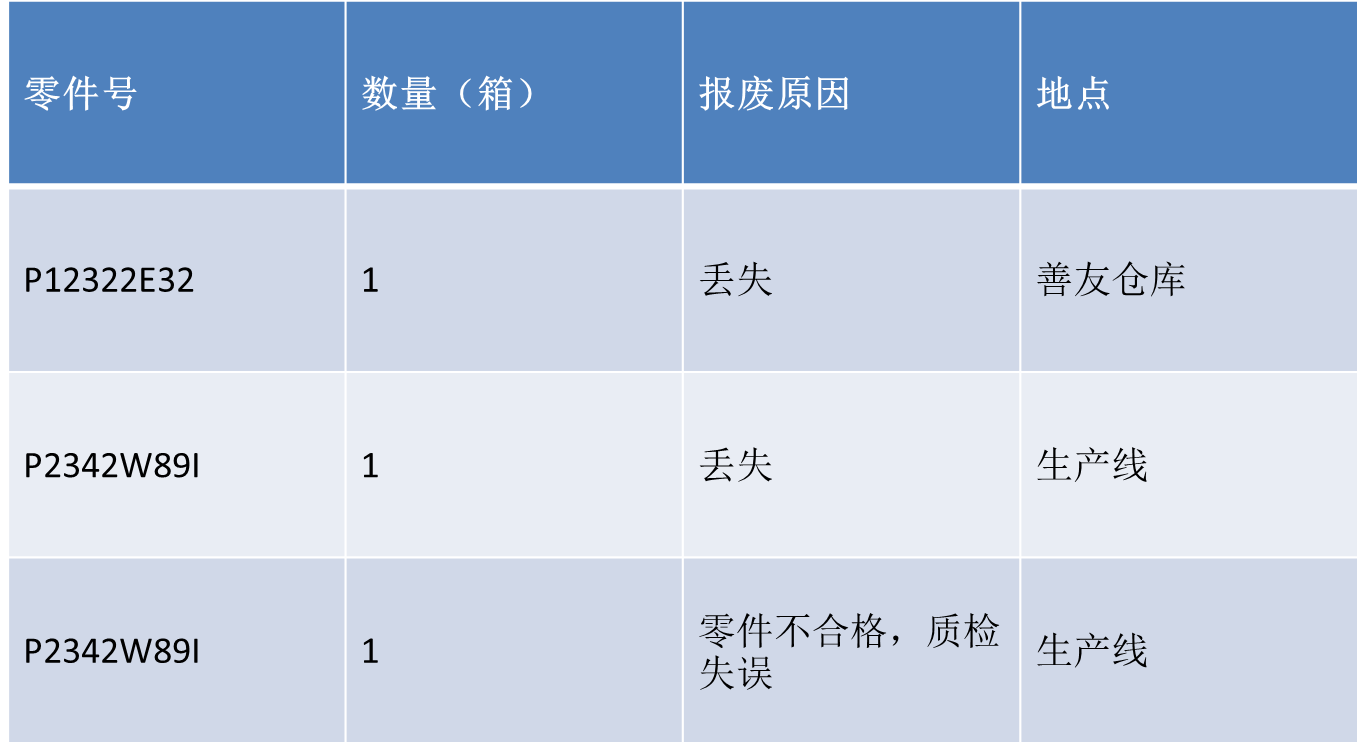 零件号 数量（箱） 报废原因 地点
P12322E32 1 丢失 善友仓库
P2342W89I 1 丢失 生产线
P2342W89I 1 零件不合格，质检 生产线
失误